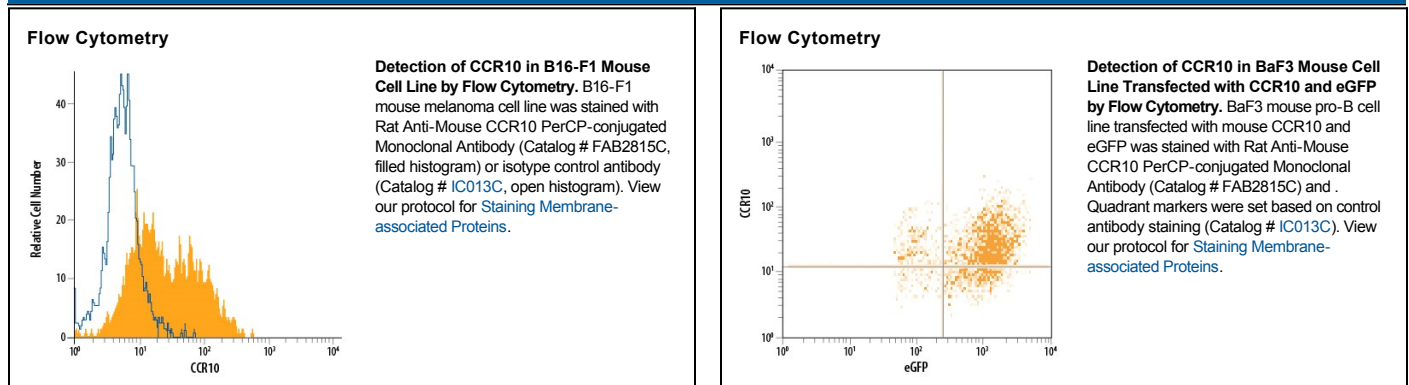 Flow Cytometry
40
30
20
10
0
Relative Cell Number
10⁰ 10¹ 10² 10³ 10⁴
CCR10
Detection of CCR10 in B16-F1 Mouse
Cell Line by Flow Cytometry. B16-F1
mouse melanoma cell line was stained with
Rat Anti-Mouse CCR10 PerCP-conjugated
Monoclonal Antibody (Catalog # FAB2815C,
filled histogram) or isotype control antibody
(Catalog # IC013C, open histogram). View
our protocol for Staining Membrane-
associated Proteins.
Flow Cytometry
10⁴
10³
10²
10¹
10⁰
CCR10
10⁰ 10¹ 10² 10³ 10⁴
eGFP
Detection of CCR10 in BaF3 Mouse Cell
Line Transfected with CCR10 and eGFP
by Flow Cytometry. BaF3 mouse pro-B cell
line transfected with mouse CCR10 and
eGFP was stained with Rat Anti-Mouse
CCR10 PerCP-conjugated Monoclonal
Antibody (Catalog # FAB2815C) and .
Quadrant markers were set based on control
antibody staining (Catalog # IC013C). View
our protocol for Staining Membrane-
associated Proteins.